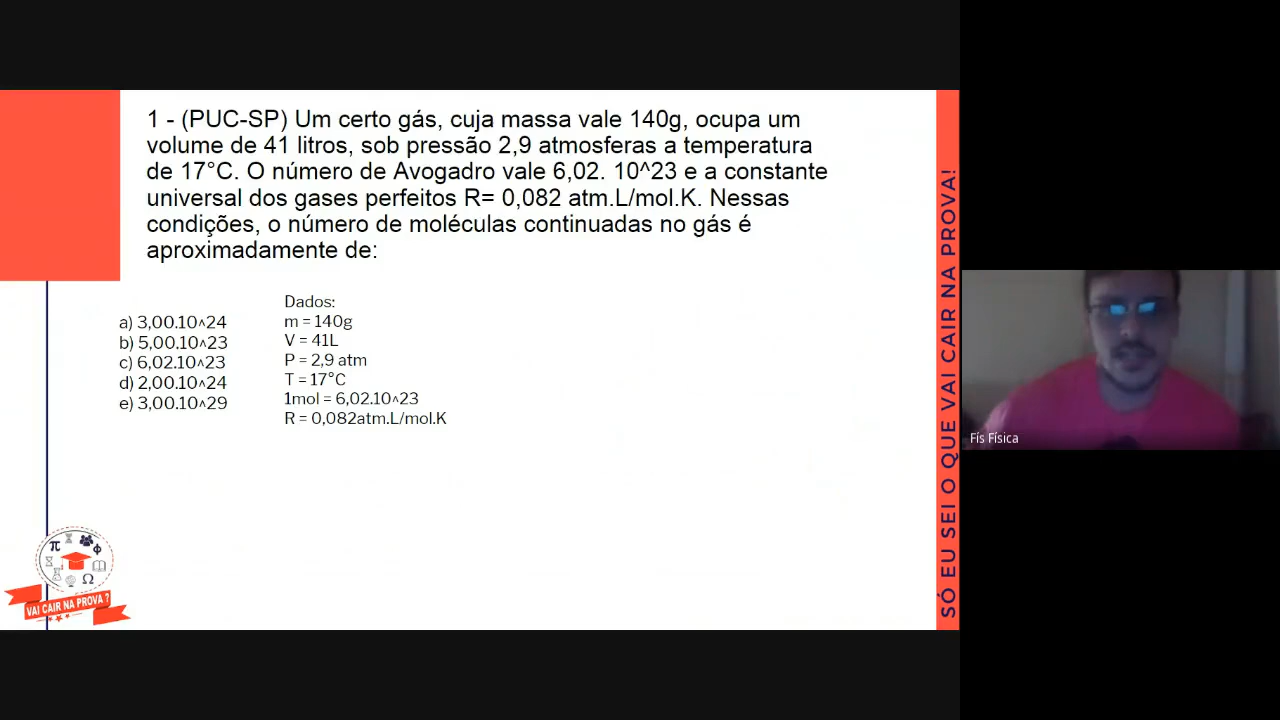 1 - (PUC-SP) Um certo gás, cuja massa vale 140g, ocupa um
volume de 41 litros, sob pressão 2,9 atmosferas a temperatura
de 17°C. O número de Avogadro vale 6,02. 10^23 e a constante
universal dos gases perfeitos R= 0,082 atm.L/mol.K. Nessas
condições, o número de moléculas continuadas no gás é
aproximadamente de:
a) 3,00.10^24
b) 5,00.10^23
c) 6,02.10^23
d) 2,00.10^24
e) 3,00.10^29
Dados:
m = 140g
V = 41L
P = 2,9 atm
T = 17°C
1mol = 6,02.10^23
R = 0,082atm.L/mol.K
π
Φ
Ω
VAI CAIR NA PROVA ?
SÓ EU SEI O QUE VAI CAIR NA PROVA!
Fís Física